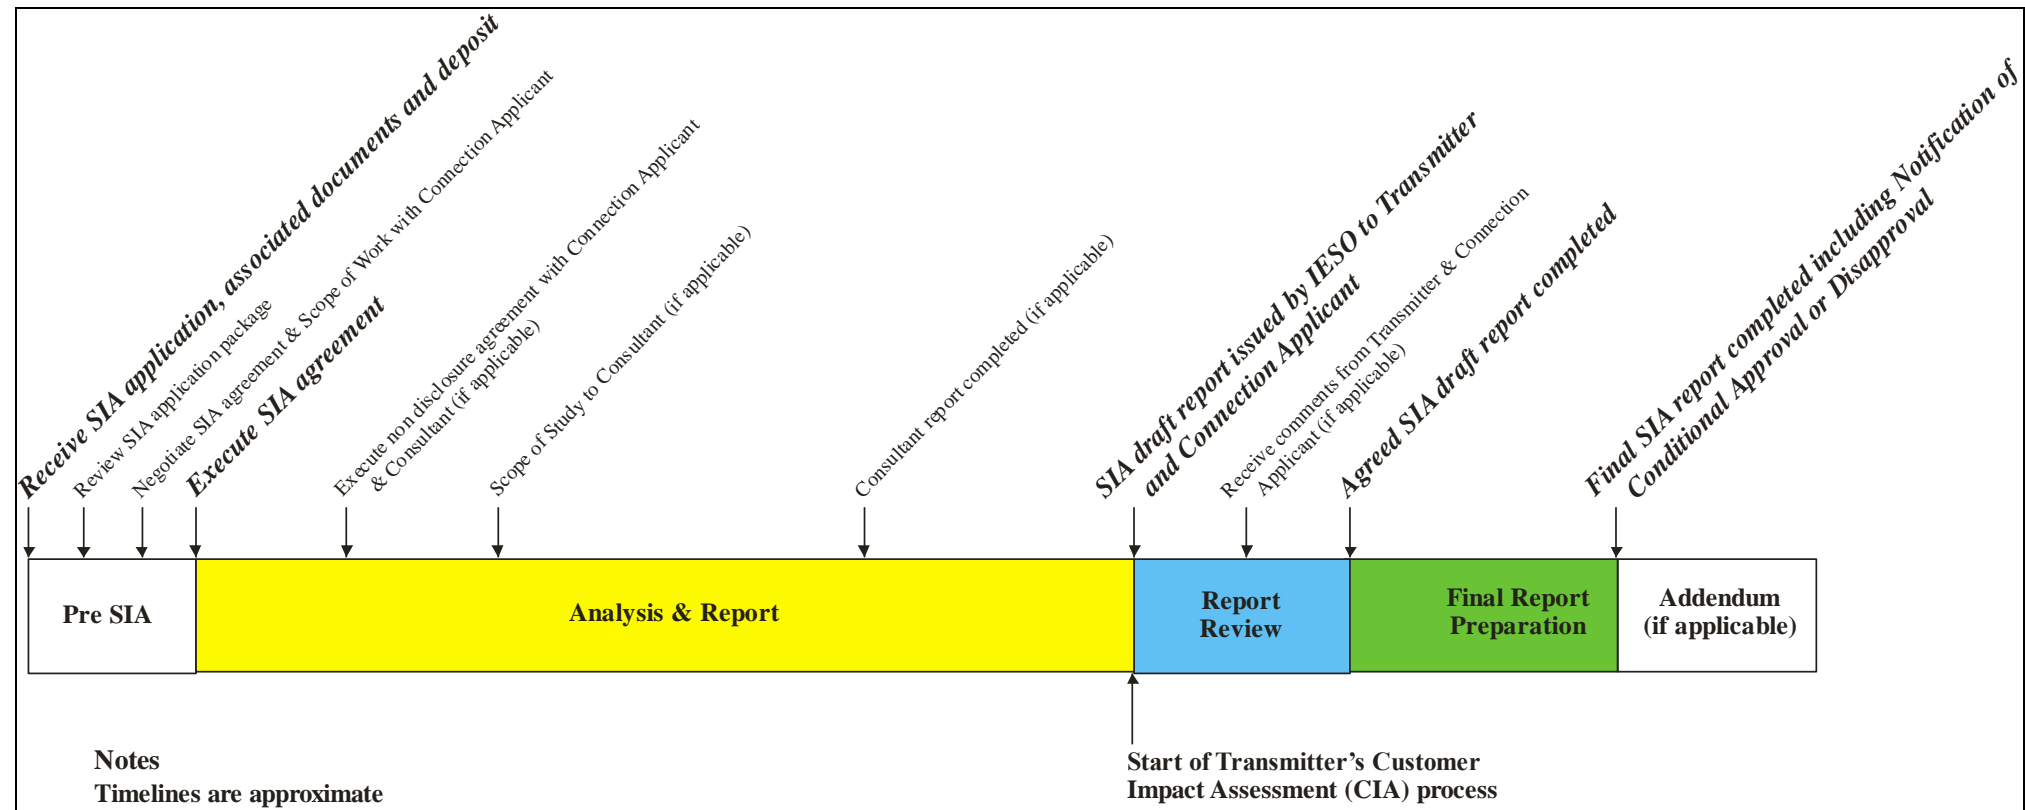 Receive SIA application, associated documents and deposit
Review SIA application package
Negotiate SIA agreement & Scope of Work with Connection Applicant
Execute SIA agreement
Execute non disclosure agreement with Connection Applicant
& Consultant (if applicable)
Scope of Study to Consultant (if applicable)
Consultant report completed (if applicable)
SIA draft report issued by IESO to Transmitter
and Connection Applicant
Receive comments from Transmitter & Connection
Applicant (if applicable)
Agreed SIA draft report completed
Final SIA report completed including Notification of
Conditional Approval or Disapproval
Pre SIA
Analysis & Report
Report
Review
Final Report
Preparation
Addendum
(if applicable)
Notes
Timelines are approximate
Start of Transmitter's Customer
Impact Assessment (CIA) process